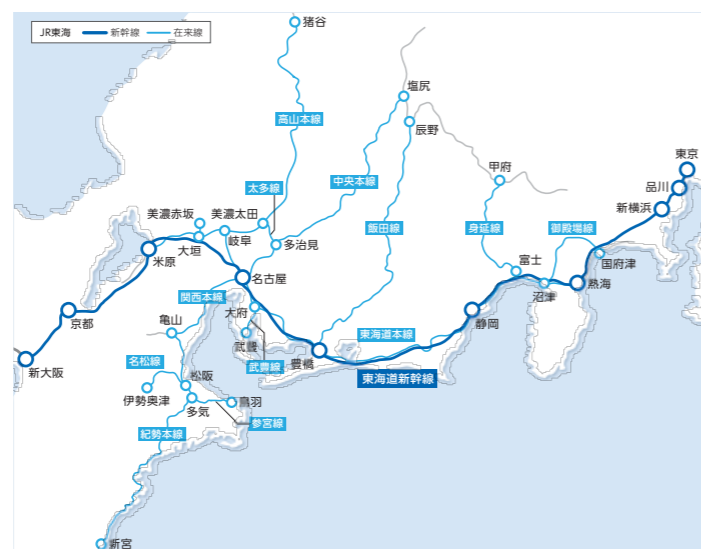 JR東海 新幹線 在来線
猪谷
塩尻
辰野
高山本線
東京
甲府
品川
太多線
中央本線
新横浜
美濃赤坂
美濃太田
飯田線
身延線
御殿場線
大垣
岐阜
多治見
米原
富士
国府津
名古屋
熱海
関西本線
沼津
大府
京都
亀山
静岡
武豊
東海道本線
名松線
武豊線
豊橋
新大阪
松阪
東海道新幹線
伊勢奥津
多気
鳥羽
参宮線
紀勢本線
新宮